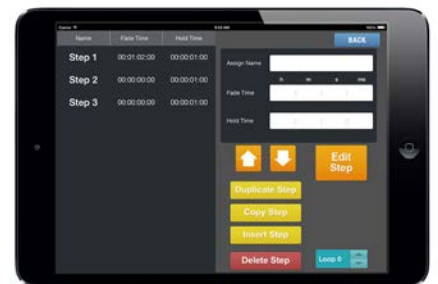 Name Fade Time Hold Time
BACK
Step 1 00:01:02:00 00:00:01:00
Step 2 00:00:00:00 00:00:01:00
Step 3 00:00:00:00 00:00:01:00
Assign Name
h m s ms
Fade Time
Hold Time
Edit
Step
Duplicate Step
Copy Step
Insert Step
Delete Step
Loop 0